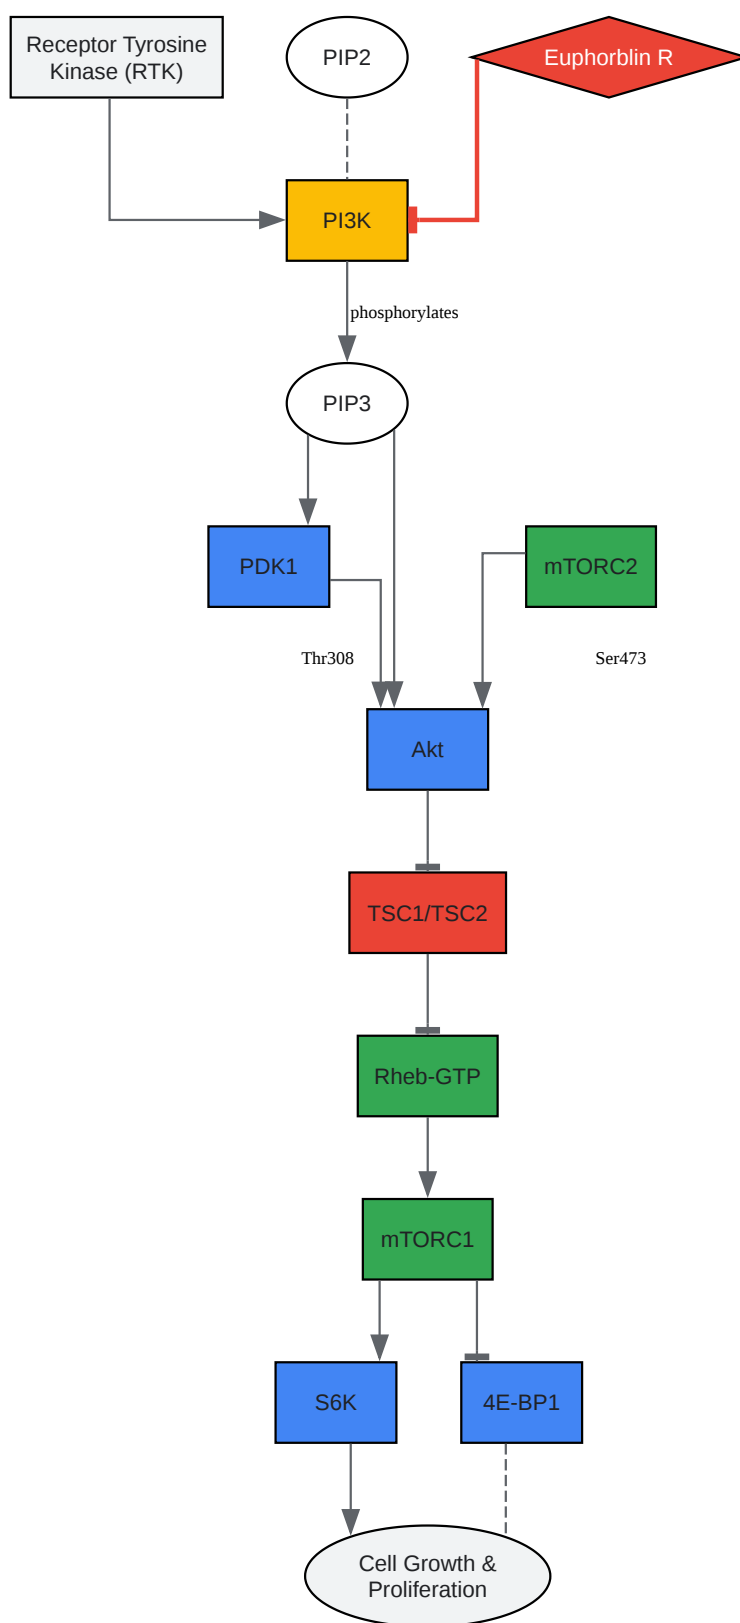 Receptor Tyrosine
Kinase (RTK)
PIP2
Euphorblin R
PI3K
phosphorylates
PIP3
PDK1
mTORC2
Thr308
Ser473
Akt
TSC1/TSC2
Rheb-GTP
mTORC1
S6K
4E-BP1
Cell Growth &
Proliferation